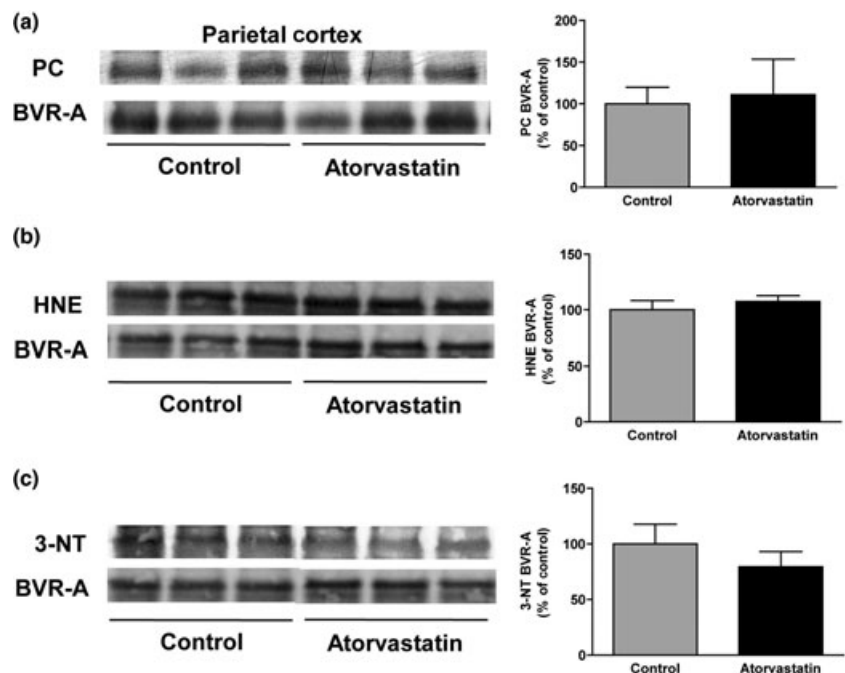 (a)
Parietal cortex
PC
BVR-A
Control Atorvastatin
PC BVR-A
(% of control)
200
150
100
50
0
Control Atorvastatin
(b)
HNE
BVR-A
Control Atorvastatin
HNE BVR-A
(% of control)
150
100
50
0
Control Atorvastatin
(c)
3-NT
BVR-A
Control Atorvastatin
3-NT BVR-A
(% of control)
150
100
50
0
Control Atorvastatin